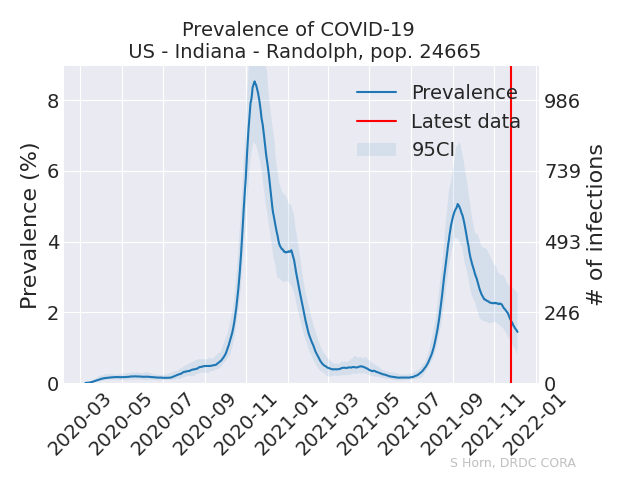 Prevalence of COVID-19
US - Indiana - Randolph, pop. 24665
Prevalence
Latest data
95CI
8
6
4
2
0
986
739
493
246
0
Prevalence (%)
# of infections
2020-03
2020-05
2020-07
2020-09
2020-11
2021-01
2021-03
2021-05
2021-07
2021-09
2021-11
2022-01
S Horn, DRDC CORA